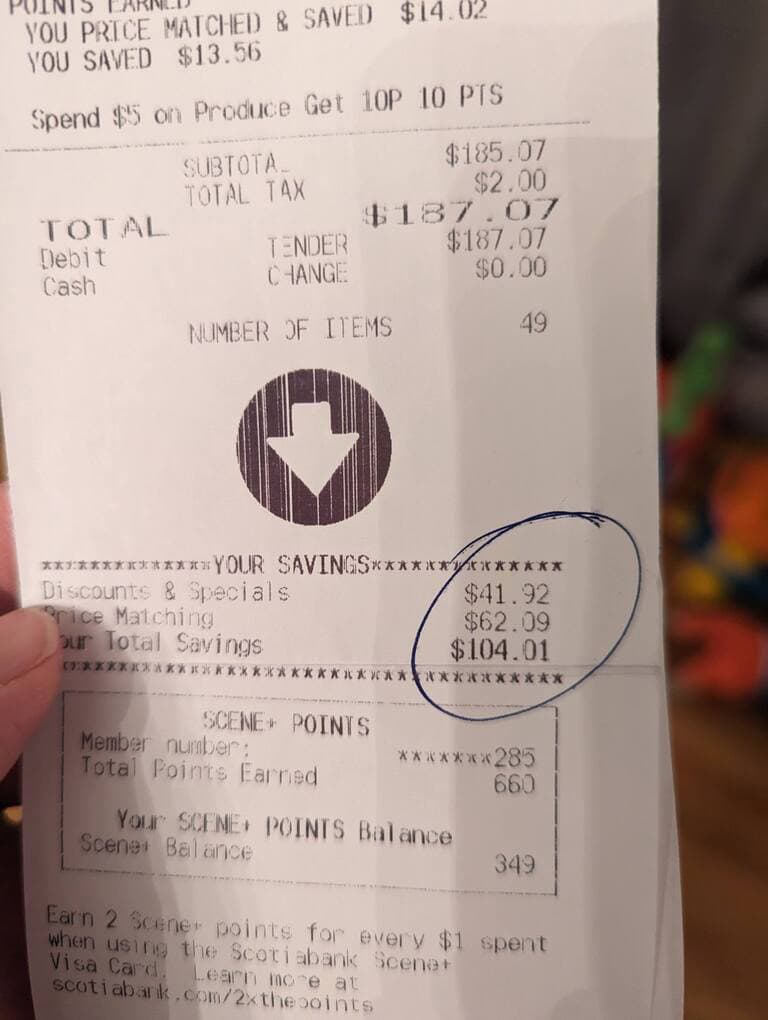 POINTS EARNED
YOU PRICE MATCHED & SAVED $14.02
YOU SAVED $13.56
Spend $5 on Produce Get 10P 10 PTS
SUBTOTAL $185.07
TOTAL TAX $2.00
TOTAL $187.07
Debit TENDER $187.07
Cash CHANGE $0.00
NUMBER OF ITEMS 49
****************YOUR SAVINGS****************
Discounts & Specials $41.92
Price Matching $62.09
Your Total Savings $104.01
********************************************
SCENE+ POINTS
Member number: *******285
Total Points Earned 660
Your SCENE+ POINTS Balance
Scene+ Balance 349
Earn 2 Scene+ points for every $1 spent
when using the Scotiabank Scene+
Visa Card. Learn more at
scotiabank.com/2xthepoints